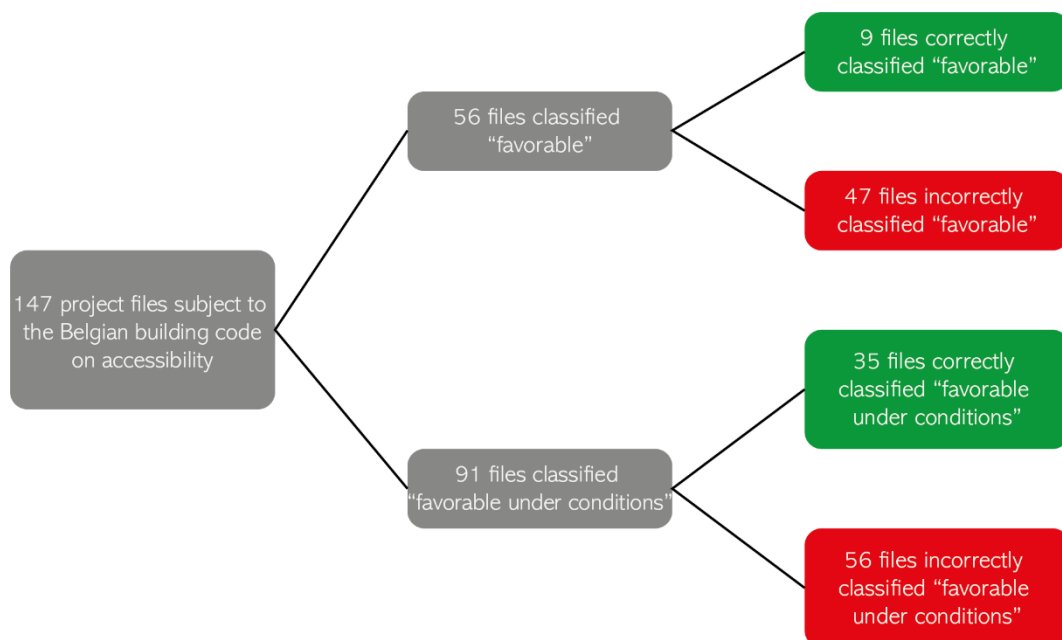 9 files correctly
classified “favorable”
56 files classified
“favorable”
47 files incorrectly
classified “favorable”
147 project files subject to
the Belgian building code
on accessibility
35 files correctly
classified “favorable
under conditions”
91 files classified
“favorable under conditions”
56 files incorrectly
classified “favorable
under conditions”